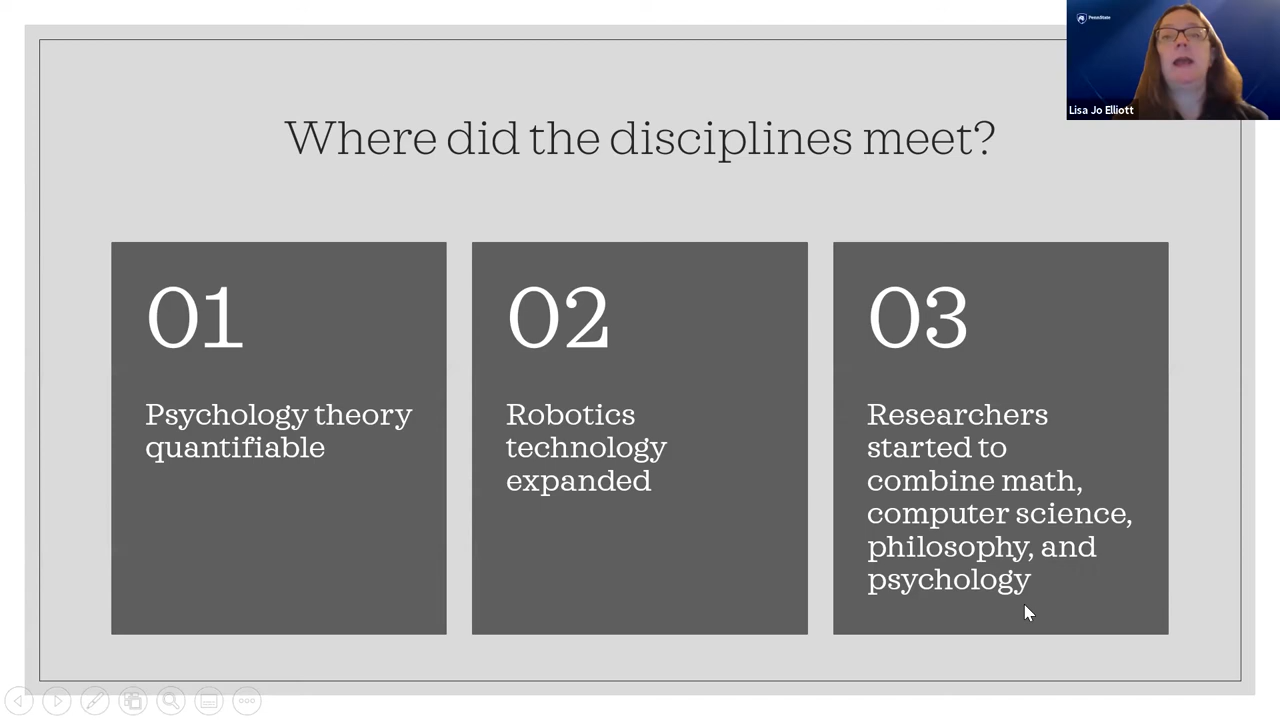 PennState
Lisa Jo Elliott
Where did the disciplines meet?
01
Psychology theory
quantifiable
02
Robotics
technology
expanded
03
Researchers
started to
combine math,
computer science,
philosophy, and
psychology